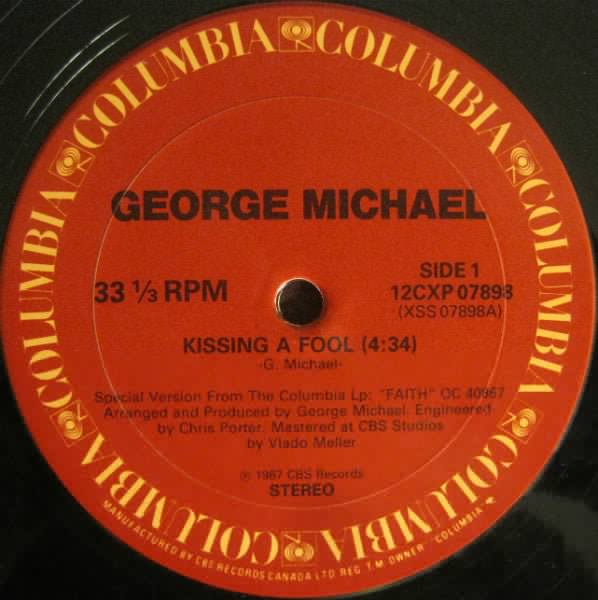 COLUMBIA COLUMBIA COLUMBIA COLUMBIA COLUMBIA COLUMBIA COLUMBIA COLUMBIA
GEORGE MICHAEL
33 ⅓ RPM
SIDE 1
12CXP 07898
(XSS 07898A)
KISSING A FOOL (4:34)
-G. Michael-
Special Version From The Columbia Lp: "FAITH" OC 40967
Arranged and Produced by George Michael. Engineered
by Chris Porter. Mastered at CBS Studios
by Vlado Meller
℗ 1987 CBS Records
STEREO
MANUFACTURED BY CBS RECORDS CANADA LTD REG. T.M. OWNER "COLUMBIA"